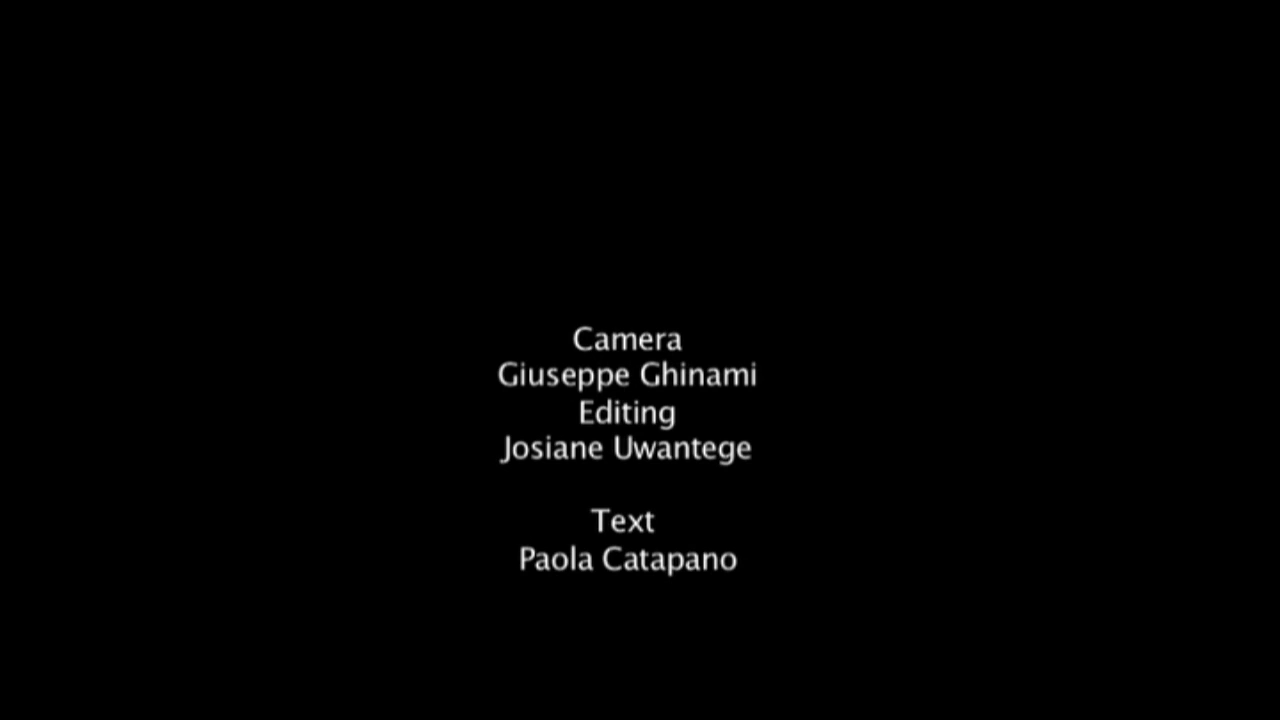 Camera
Giuseppe Ghinami
Editing
Josiane Uwantege
Text
Paola Catapano